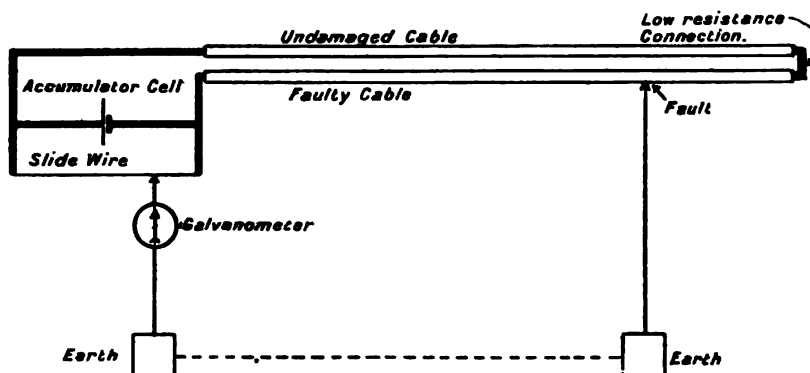 Low resistance
Connection.
Undamaged Cable
Accumulator Cell
Faulty Cable
Fault
Slide Wire
Galvanometer
Earth
Earth